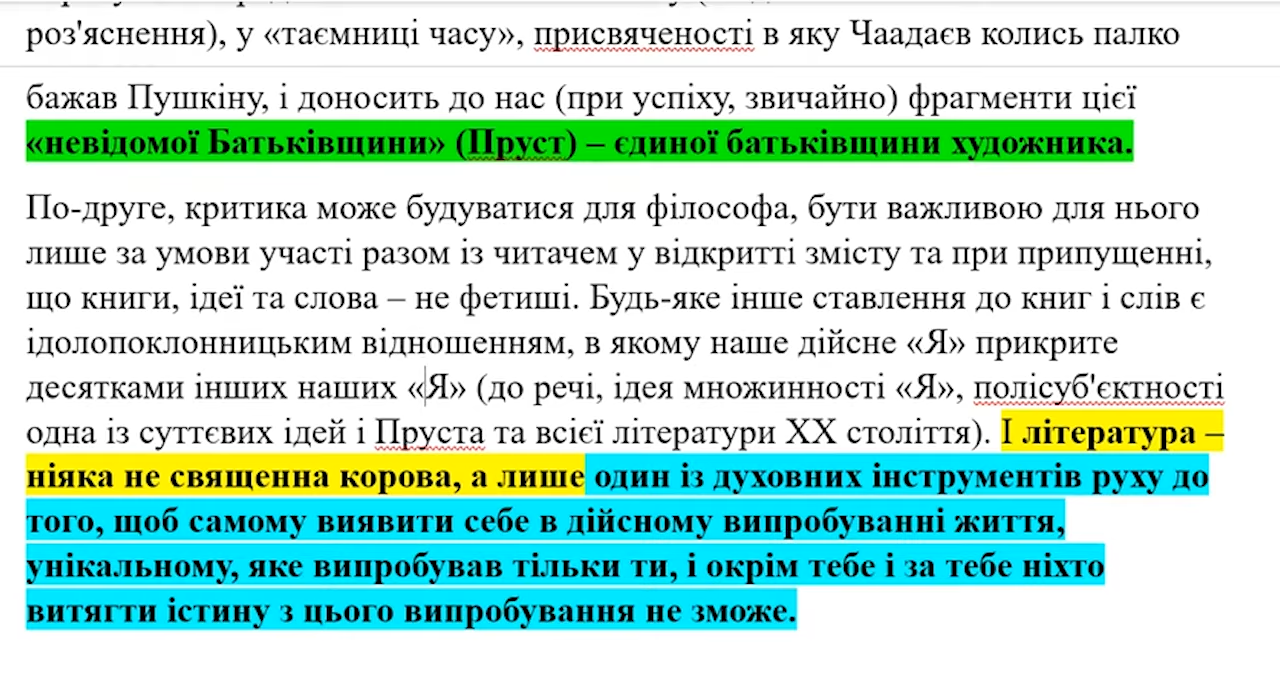 роз'яснення), у «таємниці часу», присвяченості в яку Чаадаєв колись палко
бажав Пушкіну, і доносить до нас (при успіху, звичайно) фрагменти цієї
«невідомої Батьківщини» (Пруст) – єдиної батьківщини художника.
По-друге, критика може будуватися для філософа, бути важливою для нього
лише за умови участі разом із читачем у відкритті змісту та при припущенні,
що книги, ідеї та слова – не фетиші. Будь-яке інше ставлення до книг і слів є
ідолопоклонницьким відношенням, в якому наше дійсне «Я» прикрите
десятками інших наших «Я» (до речі, ідея множинності «Я», полісуб'єктності
одна із суттєвих ідей і Пруста та всієї літератури ХХ століття). І література –
ніяка не священна корова, а лише один із духовних інструментів руху до
того, щоб самому виявити себе в дійсному випробуванні життя,
унікальному, яке випробував тільки ти, і окрім тебе і за тебе ніхто
витягти істину з цього випробування не зможе.